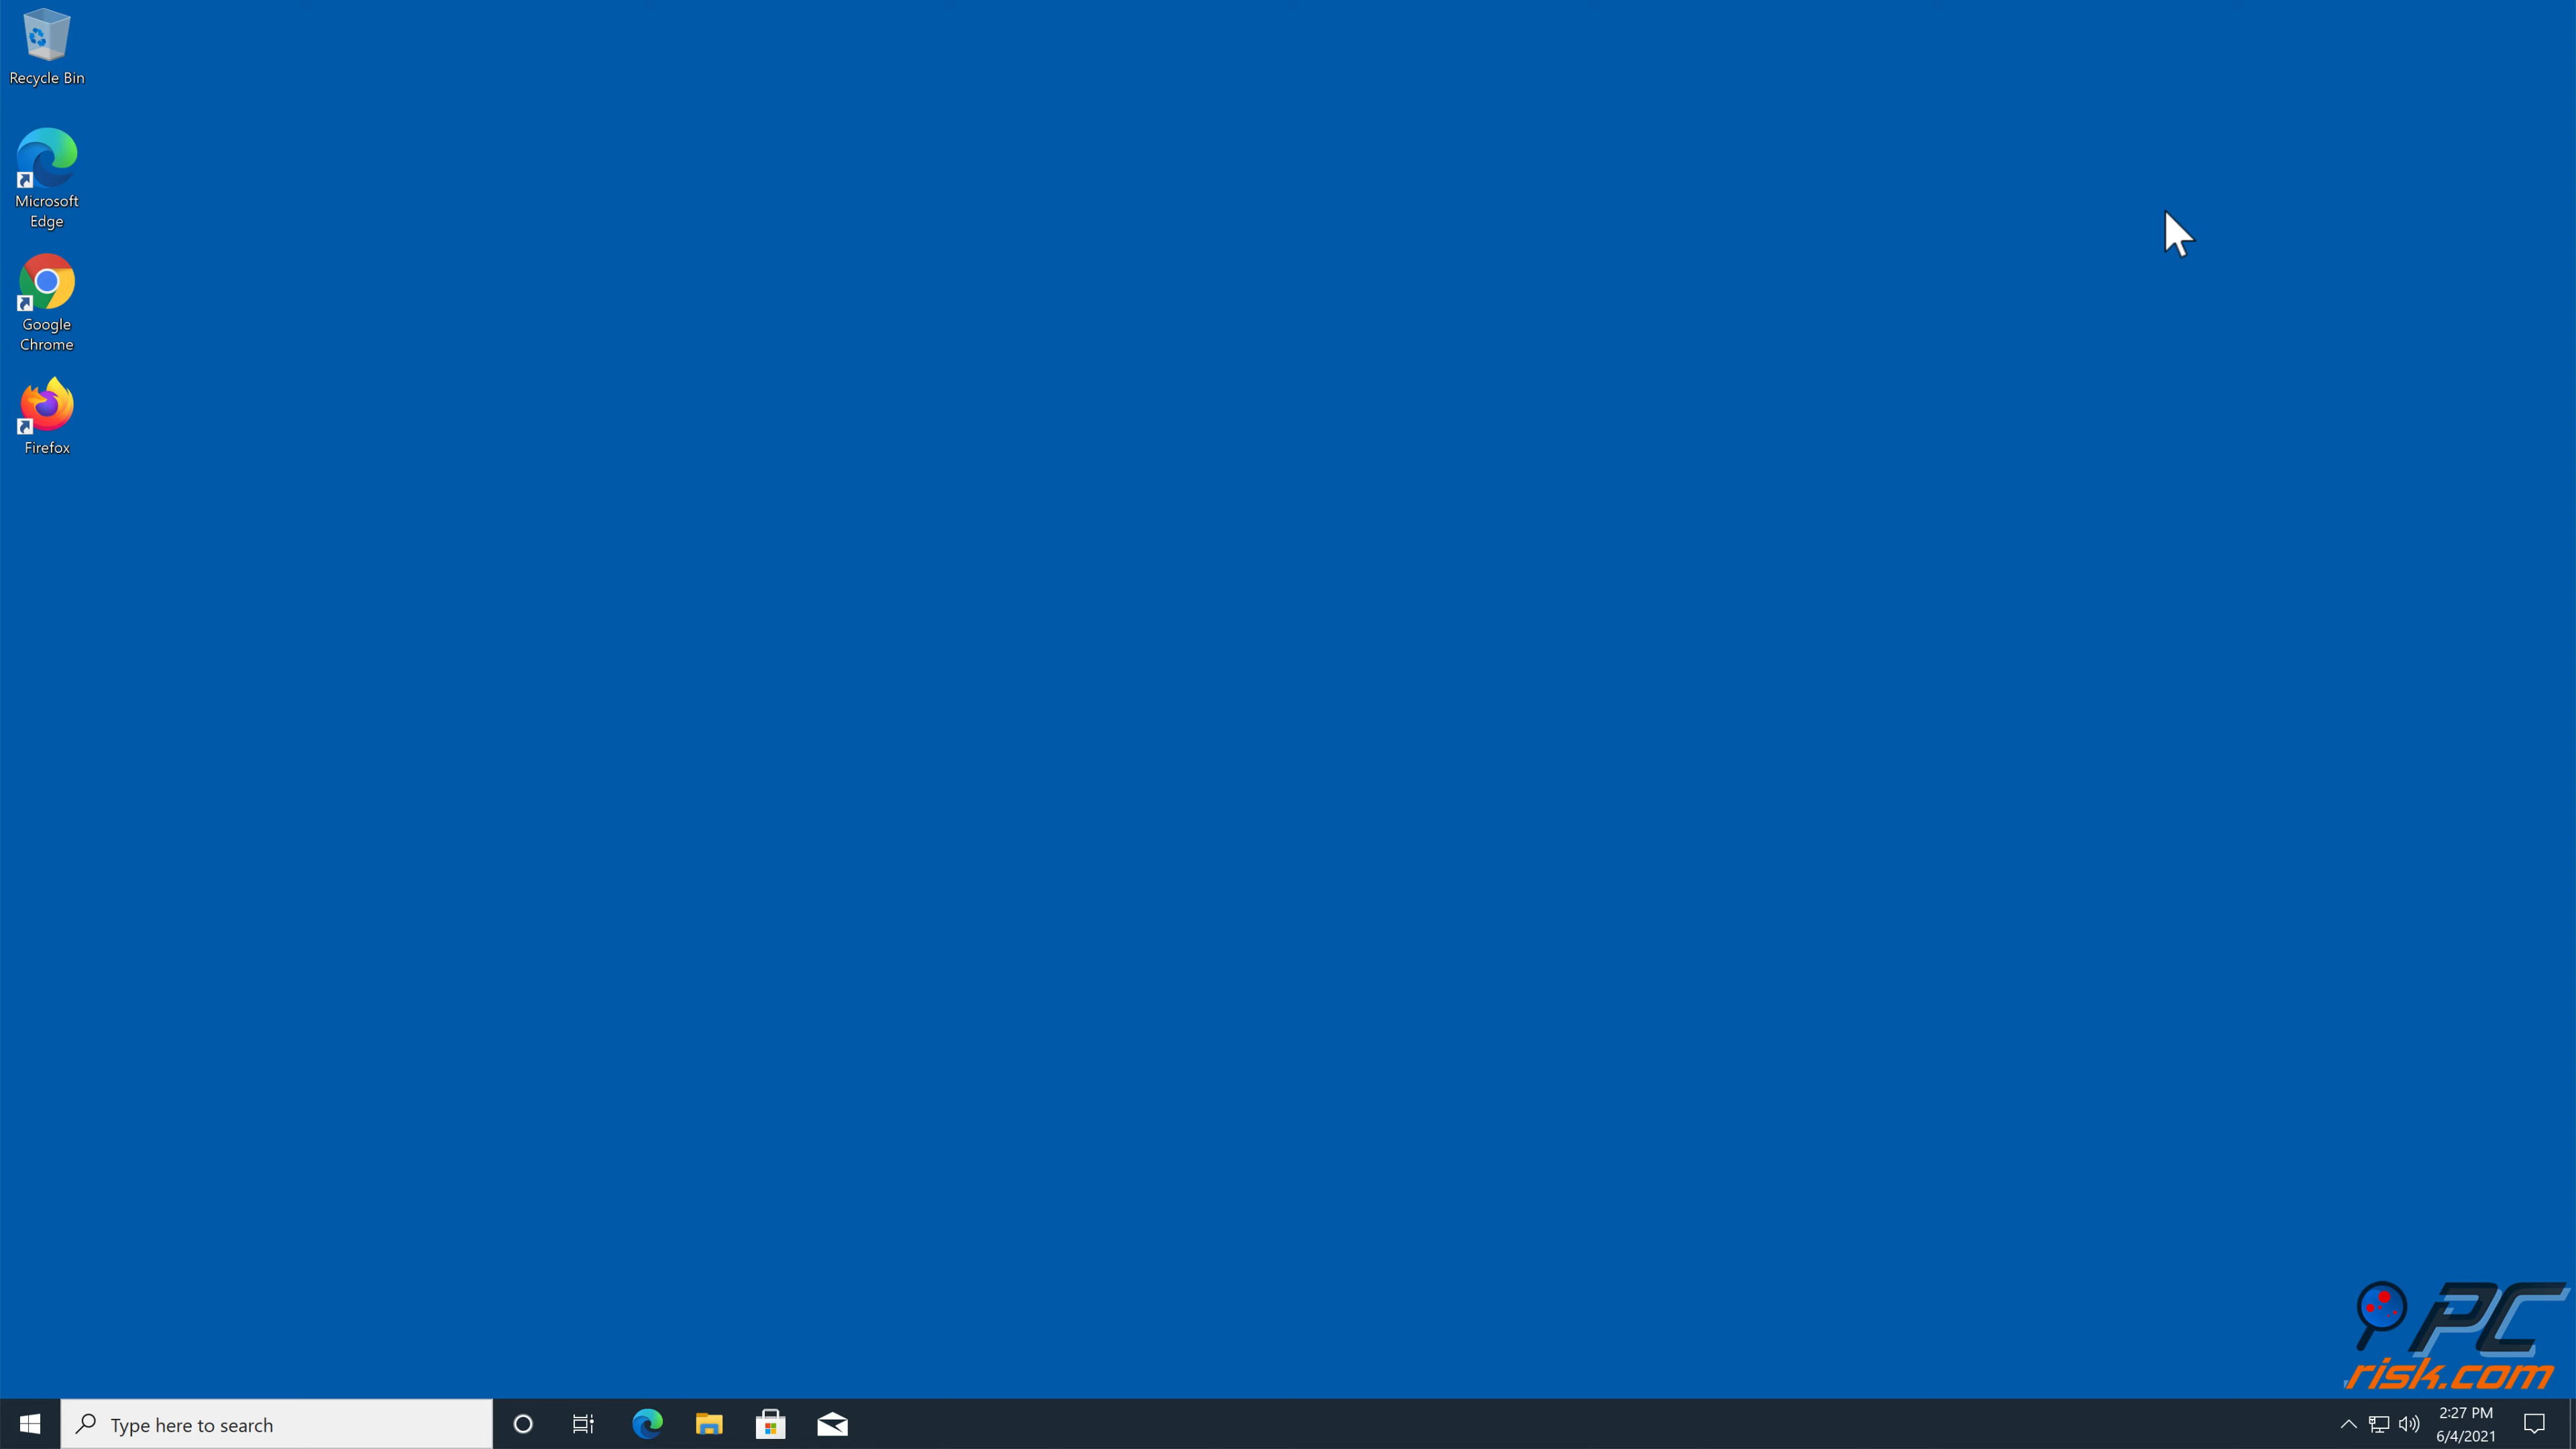 Recycle Bin
Microsoft
Edge
Google
Chrome
Firefox
PC
risk.com
Type here to search
2:27 PM
6/4/2021